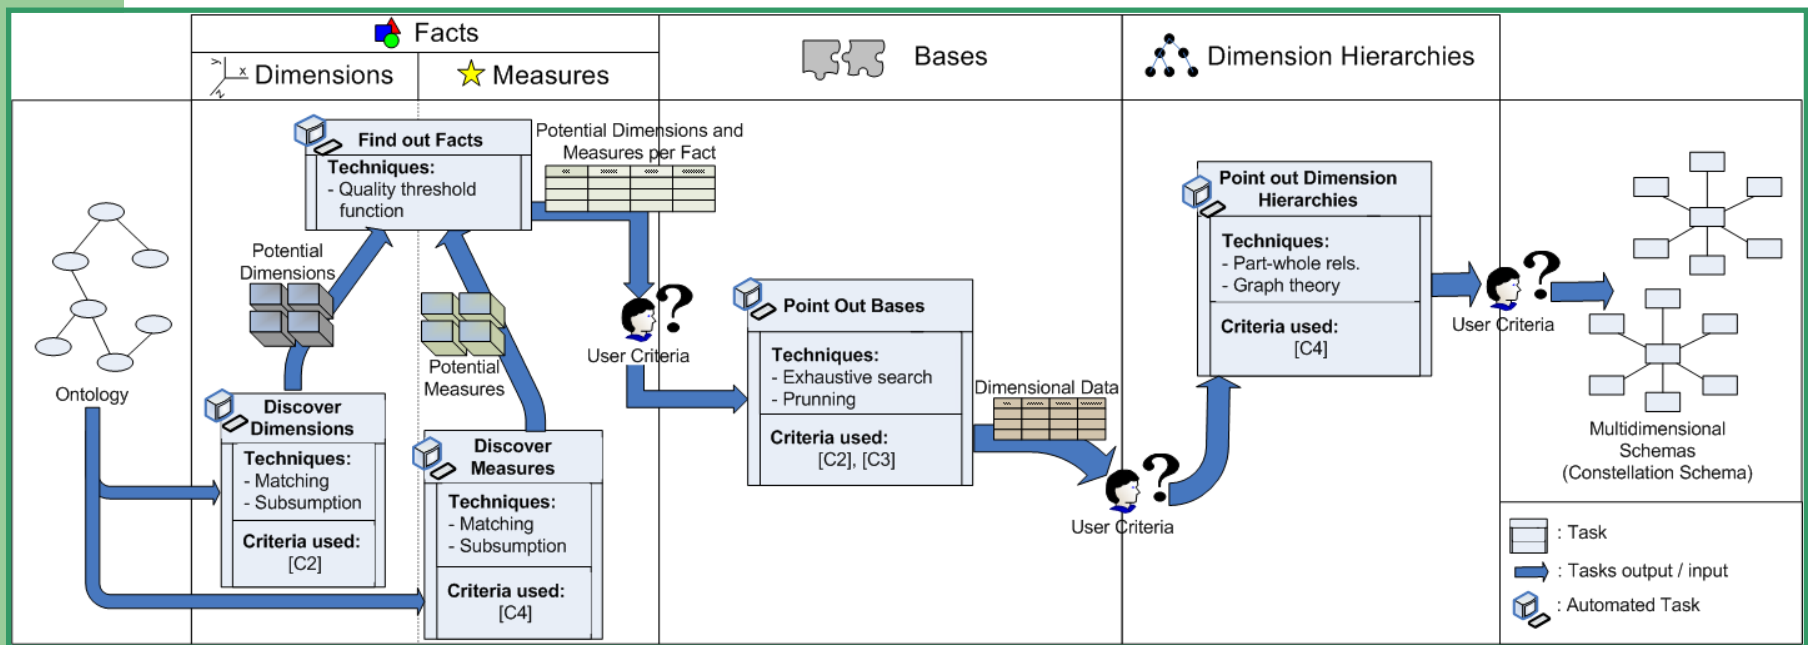 Facts
Dimensions
Measures
Bases
Dimension Hierarchies
y
x
z
Ontology
Potential
Dimensions
Discover
Dimensions
Techniques:
- Matching
- Subsumption
Criteria used:
[C2]
Find out Facts
Techniques:
- Quality threshold
function
Potential
Measures
Discover
Measures
Techniques:
- Matching
- Subsumption
Criteria used:
[C4]
Potential Dimensions and
Measures per Fact
?
User Criteria
Point Out Bases
Techniques:
- Exhaustive search
- Prunning
Criteria used:
[C2], [C3]
Dimensional Data
?
User Criteria
Point out Dimension
Hierarchies
Techniques:
- Part-whole rels.
- Graph theory
Criteria used:
[C4]
?
User Criteria
Multidimensional
Schemas
(Constellation Schema)
: Task
: Tasks output / input
: Automated Task